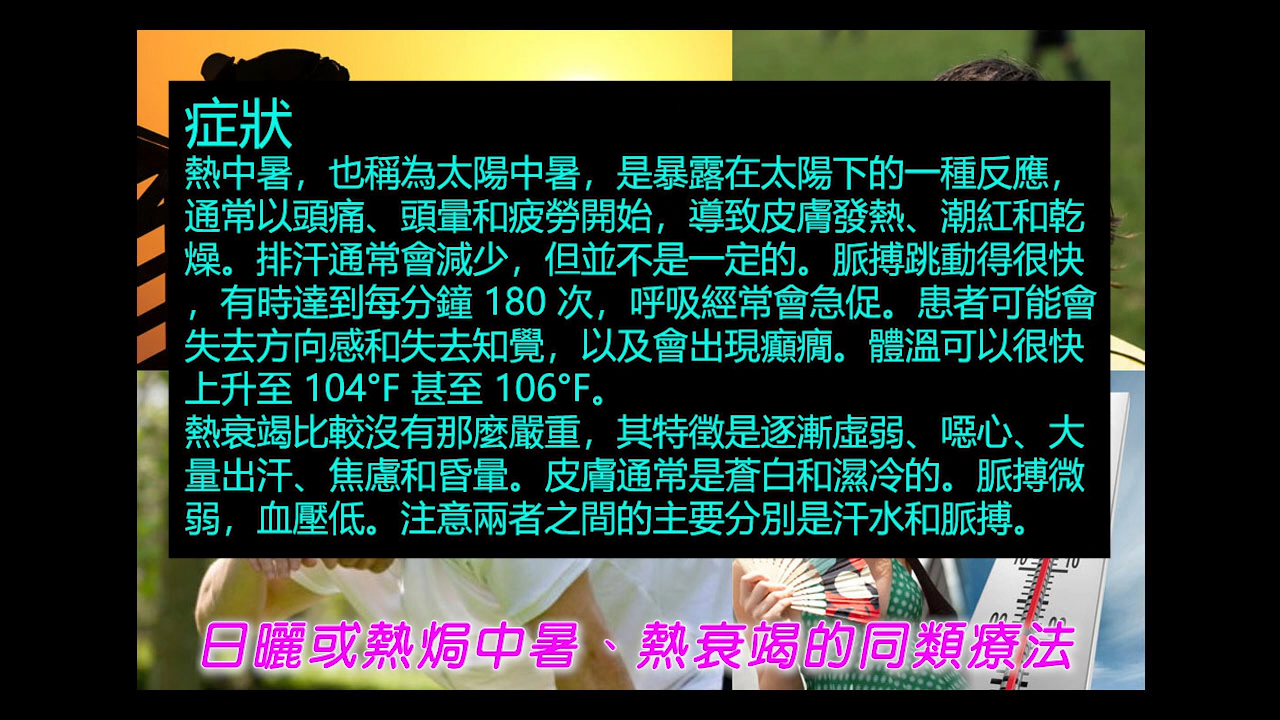 症狀
熱中暑，也稱為太陽中暑，是暴露在太陽下的一種反應，
通常以頭痛、頭暈和疲勞開始，導致皮膚發熱、潮紅和乾
燥。排汗通常會減少，但並不是一定的。脈搏跳動得很快
，有時達到每分鐘 180 次，呼吸經常會急促。患者可能會
失去方向感和失去知覺，以及會出現癲癇。體溫可以很快
上升至 104°F 甚至 106°F。
熱衰竭比較沒有那麼嚴重，其特徵是逐漸虛弱、噁心、大
量出汗、焦慮和昏暈。皮膚通常是蒼白和濕冷的。脈搏微
弱，血壓低。注意兩者之間的主要分別是汗水和脈搏。
日曬或熱焗中暑、熱衰竭的同類療法